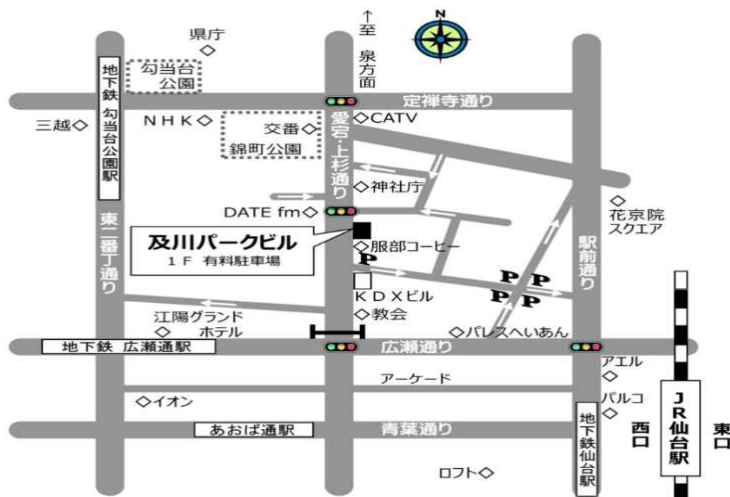 ↑至 泉方面
県庁
勾当台
公園
地下鉄 勾当台公園駅
定禅寺通り
三越
NHK
交番
錦町公園
CATV
愛宕・上杉通り
神社庁
DATE fm
花京院
スクエア
及川パークビル
1F 有料駐車場
服部コーヒー
P
東二番丁通り
駅前通り
P P
P P
KDXビル
教会
江陽グランド
ホテル
パレスへいあん
地下鉄 広瀬通駅
広瀬通り
アエル
アーケード
イオン
パルコ
あおば通駅
青葉通り
地下鉄仙台駅
西口
JR仙台駅
東口
ロフト